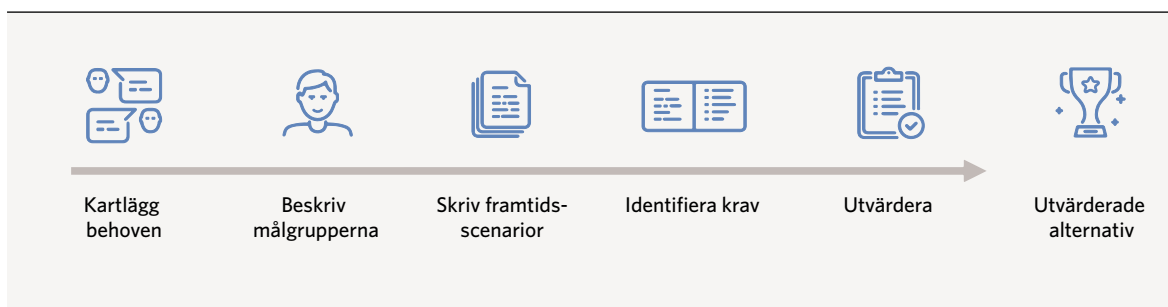 Kartlägg
behoven
Beskriv
målgrupperna
Skriv framtids-
scenarior
Identifiera krav
Utvärdera
Utvärderade
alternativ